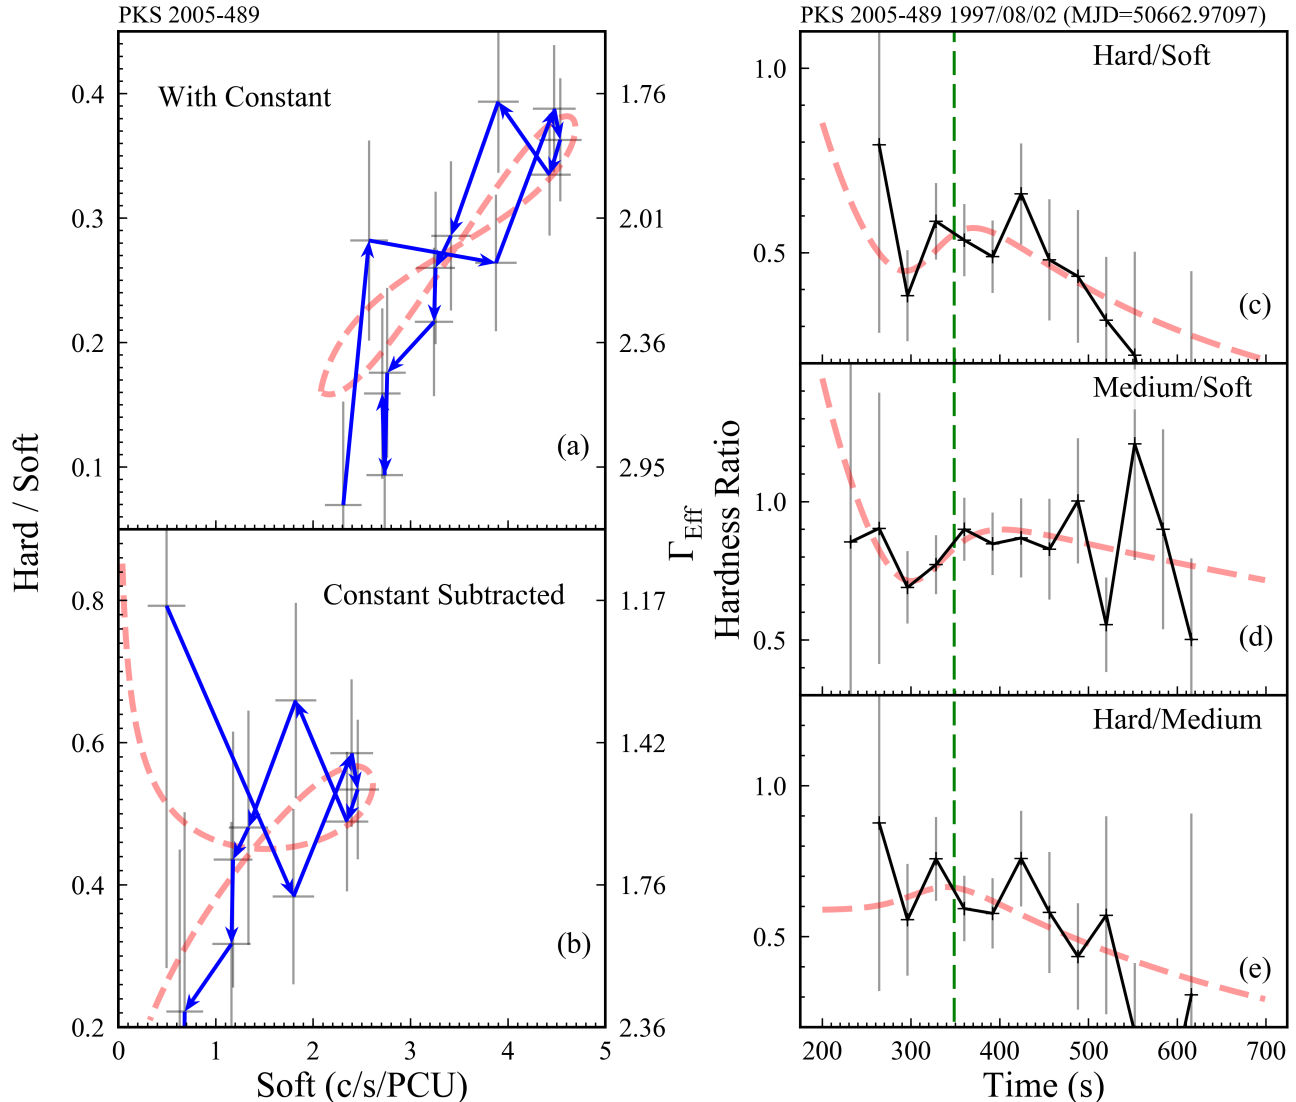 PKS 2005-489
PKS 2005-489 1997/08/02 (MJD=50662.97097)
With Constant
(a)
0.4
0.3
0.2
0.1
1.76
2.01
2.36
2.95
Constant Subtracted
(b)
0.8
0.6
0.4
0.2
1.17
1.42
1.76
2.36
0 1 2 3 4 5
Soft (c/s/PCU)
Hard / Soft
Γ_Eff
Hardness Ratio
Hard/Soft
(c)
1.0
0.5
Medium/Soft
(d)
1.0
0.5
Hard/Medium
(e)
1.0
0.5
200 300 400 500 600 700
Time (s)